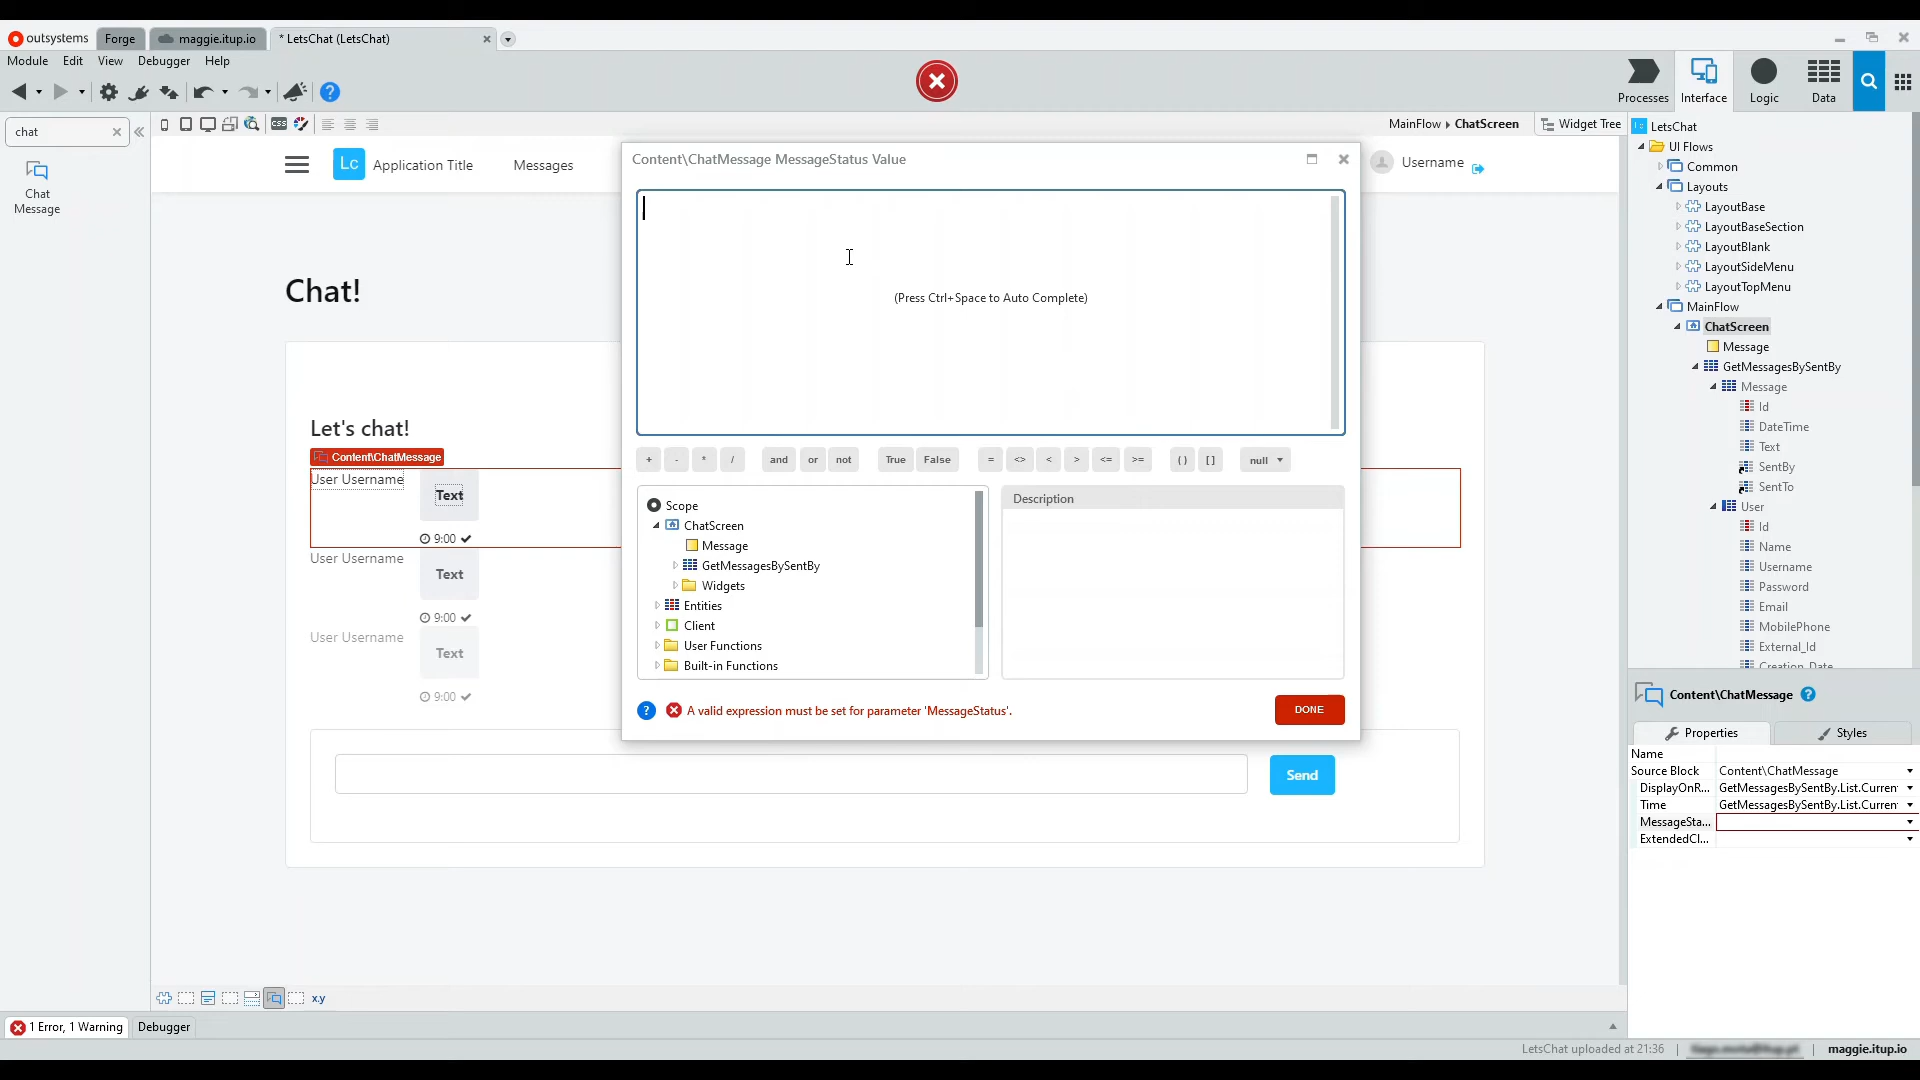 outsystems
Forge
maggie.itup.io
* LetsChat (LetsChat)
Module Edit View Debugger Help
Processes
Interface
Logic
Data
chat
CSS
MainFlow ChatScreen
Widget Tree
Chat
Message
Lc Application Title Messages
Username
Chat!
Let's chat!
Content\ChatMessage
User Username
Text
9:00
User Username
Text
9:00
User Username
Text
9:00
Send
Content\ChatMessage MessageStatus Value
(Press Ctrl+Space to Auto Complete)
+ - * / and or not True False = <> < > <= >= ( ) [ ] null
Scope
ChatScreen
Message
GetMessagesBySentBy
Widgets
Entities
Client
User Functions
Built-in Functions
Description
A valid expression must be set for parameter 'MessageStatus'.
DONE
LetsChat
UI Flows
Common
Layouts
LayoutBase
LayoutBaseSection
LayoutBlank
LayoutSideMenu
LayoutTopMenu
MainFlow
ChatScreen
Message
GetMessagesBySentBy
Message
Id
DateTime
Text
SentBy
SentTo
User
Id
Name
Username
Password
Email
MobilePhone
External_Id
Creation_Date
Content\ChatMessage
Properties
Styles
Name
Source Block Content\ChatMessage
DisplayOnR... GetMessagesBySentBy.List.Curren
Time GetMessagesBySentBy.List.Curren
MessageSta...
ExtendedCl...
x.y
1 Error, 1 Warning
Debugger
LetsChat uploaded at 21:36
maggie.itup.io